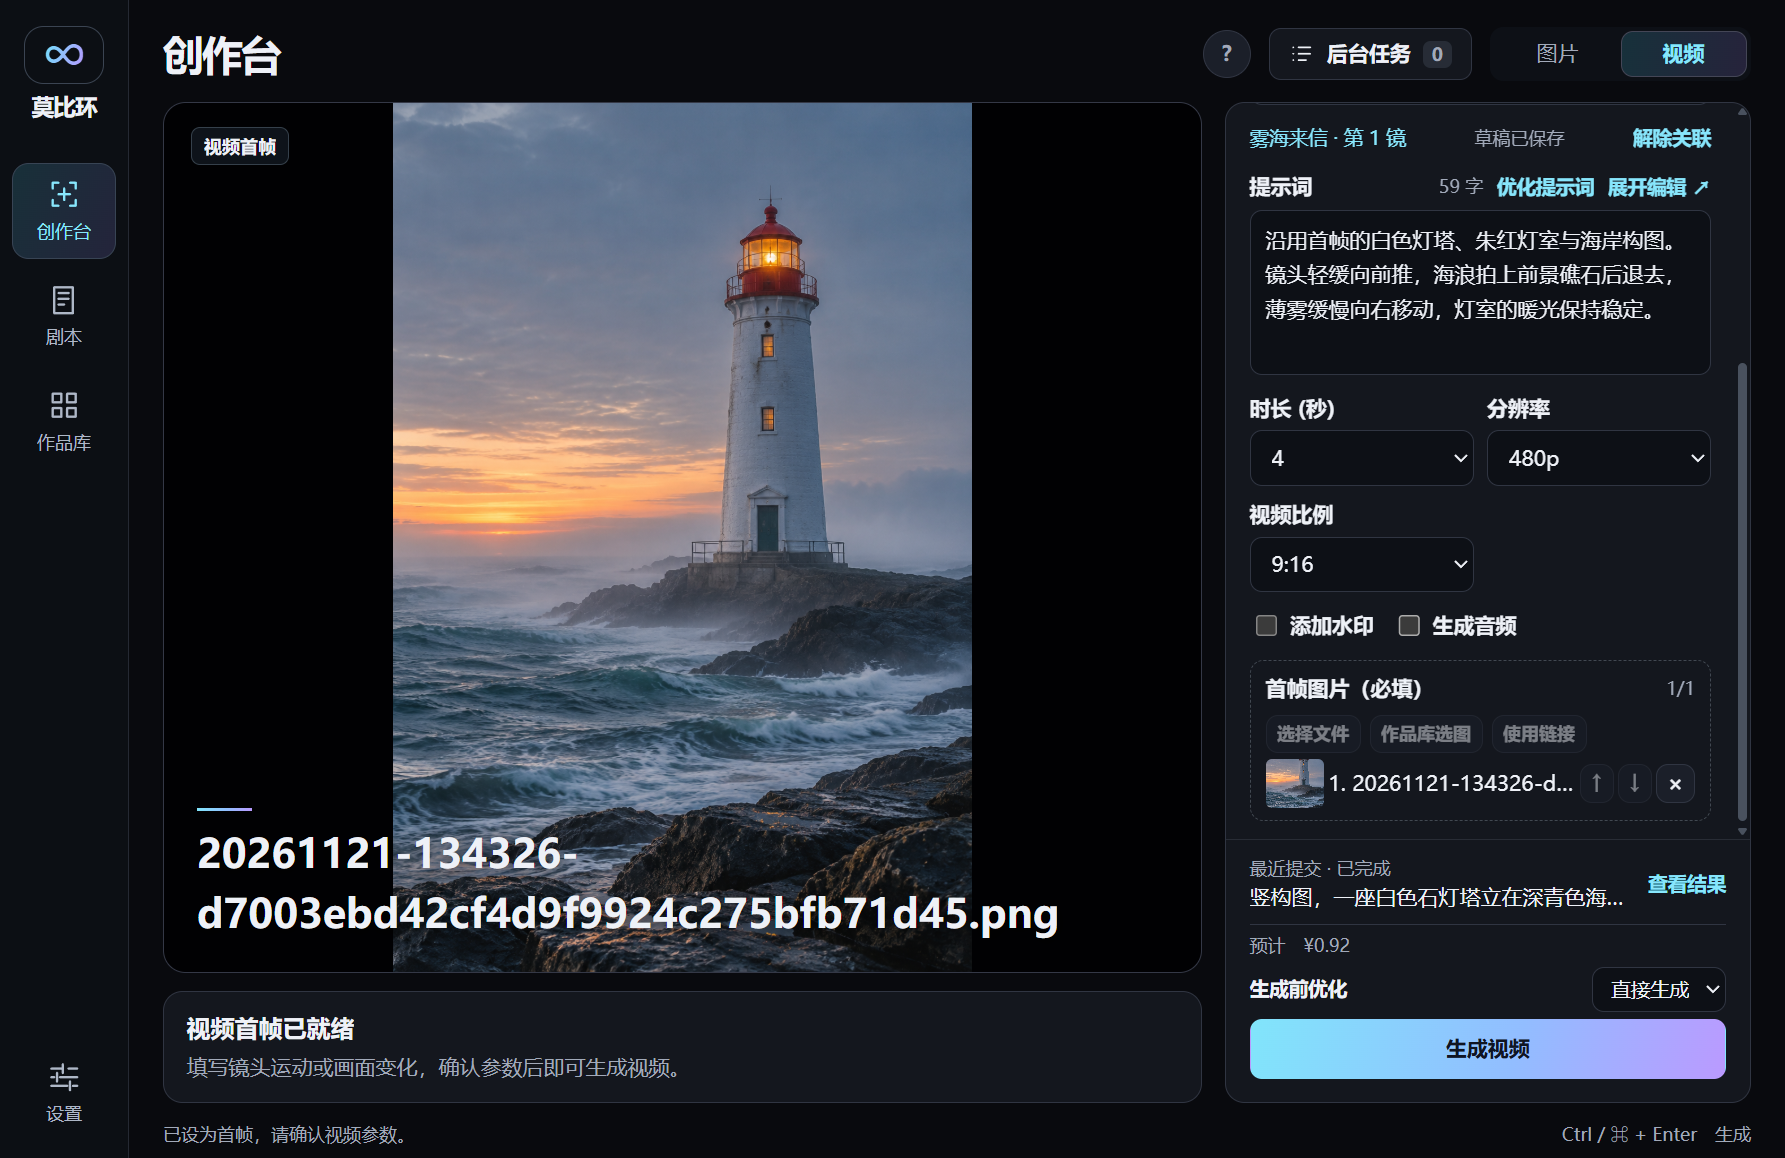 莫比环
创作台
剧本
作品库
设置
创作台
?
后台任务 0
图片
视频
视频首帧
20261121-134326-
d7003ebd42cf4d9f9924c275bfb71d45.png
视频首帧已就绪
填写镜头运动或画面变化，确认参数后即可生成视频。
已设为首帧，请确认视频参数。
雾海来信 · 第 1 镜
草稿已保存
解除关联
提示词
59 字
优化提示词
展开编辑 ↗
沿用首帧的白色灯塔、朱红灯室与海岸构图。
镜头轻缓向前推，海浪拍上前景礁石后退去，
薄雾缓慢向右移动，灯室的暖光保持稳定。
时长 (秒)
分辨率
4
480p
视频比例
9:16
添加水印
生成音频
首帧图片（必填）
1/1
选择文件
作品库选图
使用链接
1. 20261121-134326-d...
↑
↓
×
最近提交 · 已完成
竖构图，一座白色石灯塔立在深青色海...
查看结果
预计 ¥0.92
生成前优化
直接生成
生成视频
Ctrl / ⌘ + Enter 生成